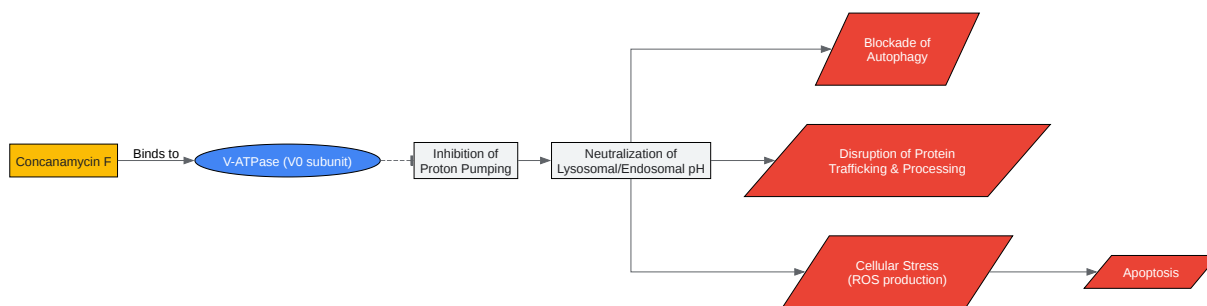 Concanamycin F
Binds to
V-ATPase (V0 subunit)
Inhibition of
Proton Pumping
Neutralization of
Lysosomal/Endosomal pH
Blockade of
Autophagy
Disruption of Protein
Trafficking & Processing
Cellular Stress
(ROS production)
Apoptosis